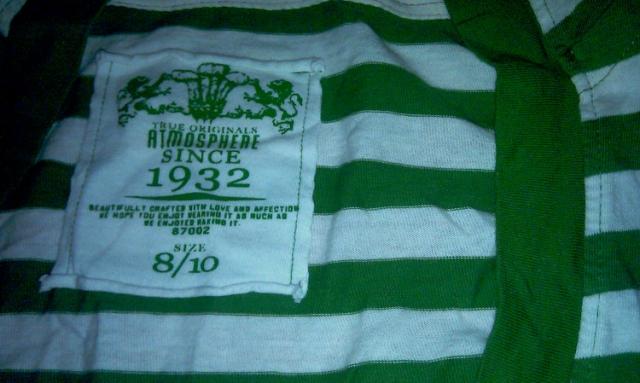 TRUE ORIGINALS
ATMOSPHERE
SINCE
1932
BEAUTIFULLY CRAFTED WITH LOVE AND AFFECTION
WE HOPE YOU ENJOY WEARING IT AS MUCH AS
WE ENJOYED MAKING IT.
87002
SIZE
8/10